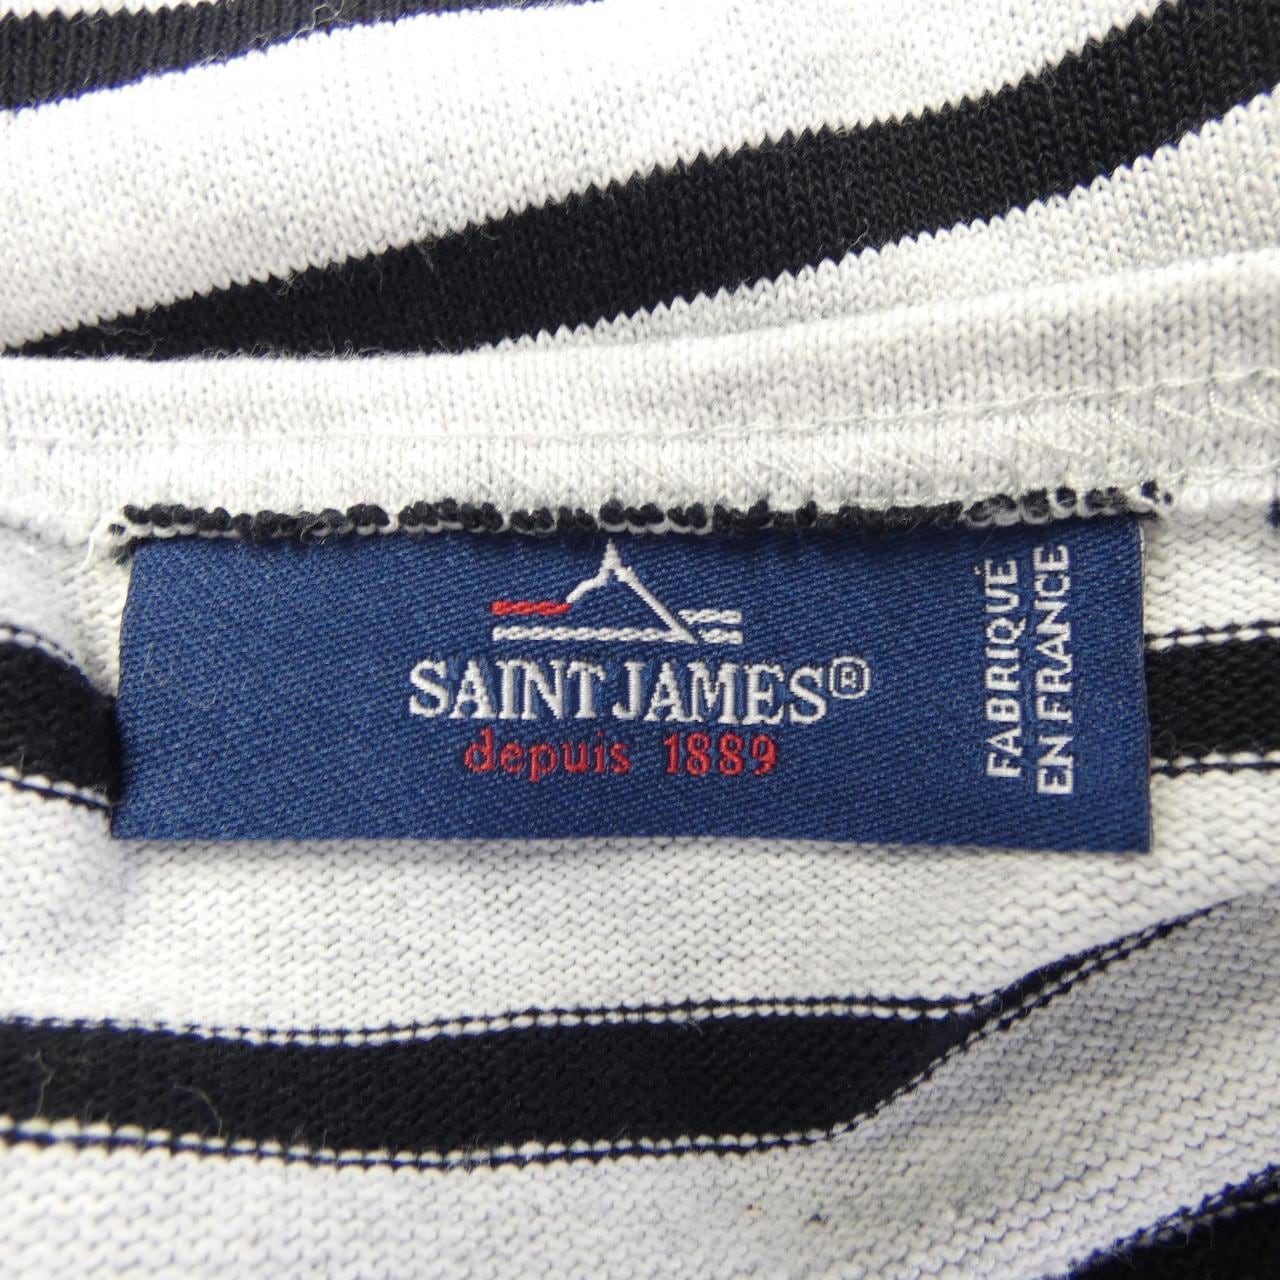 SAINT JAMES®
depuis 1889
FABRIQUÉ
EN FRANCE